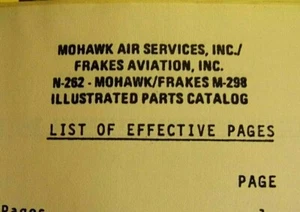 MOHAWK AIR SERVICES, INC./
FRAKES AVIATION, INC.
N-262 - MOHAWK/FRAKES M-298
ILLUSTRATED PARTS CATALOG
LIST OF EFFECTIVE PAGES
PAGE
Pages